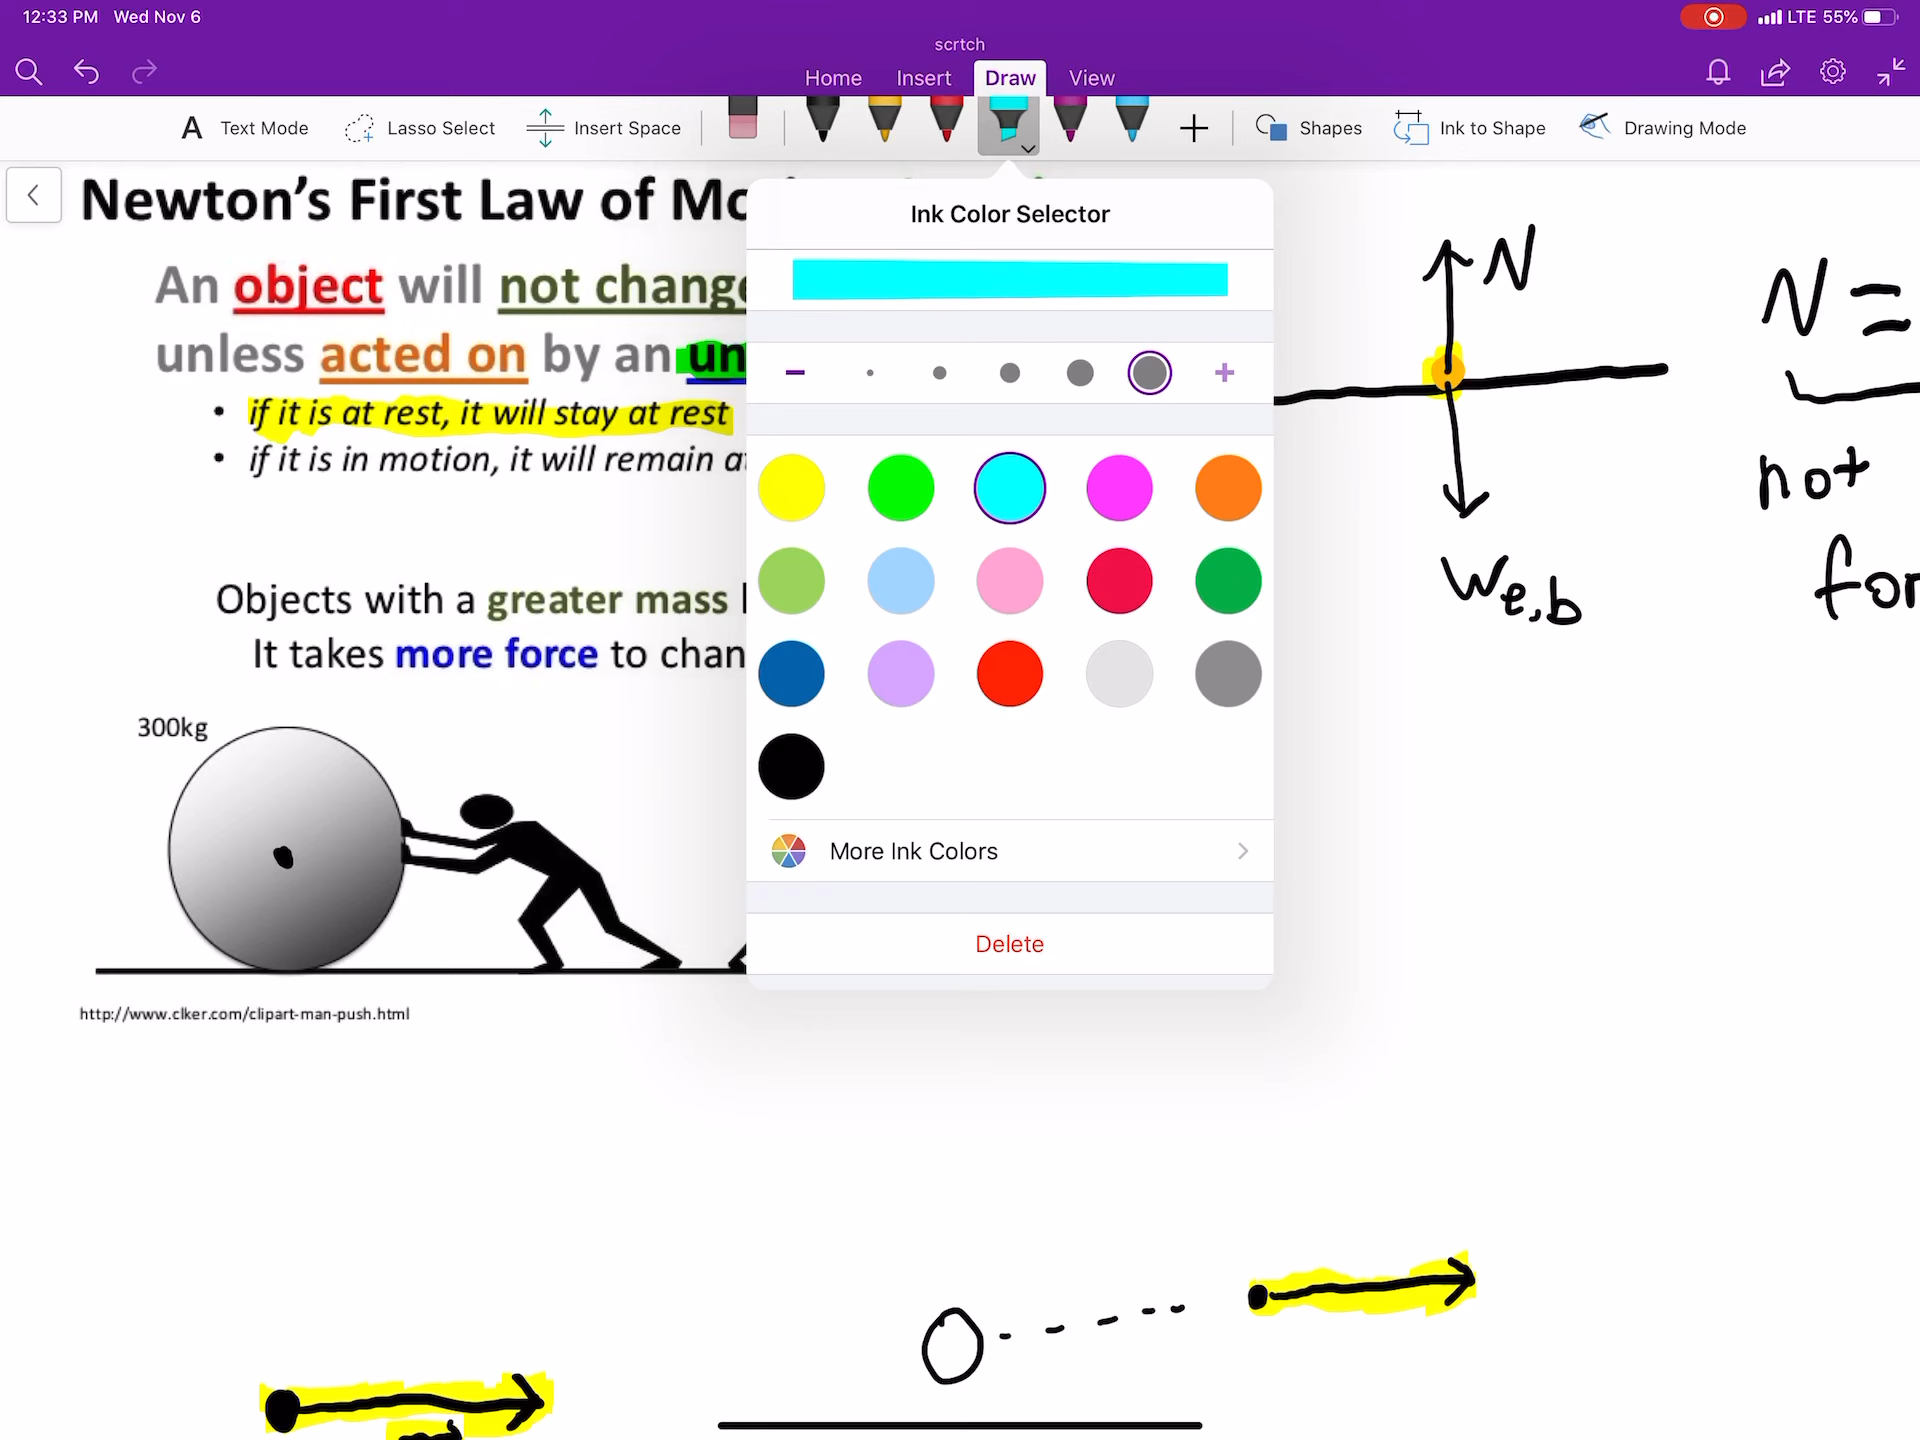 12:33 PM Wed Nov 6
LTE 55%
scrtch
Home Insert Draw View
A Text Mode Lasso Select Insert Space Shapes Ink to Shape Drawing Mode
Newton's First Law of Mo
An object will not change
unless acted on by an un
• if it is at rest, it will stay at rest
• if it is in motion, it will remain at
Objects with a greater mass
It takes more force to chan
300kg
http://www.clker.com/clipart-man-push.html
Ink Color Selector
More Ink Colors
Delete
N
We,b
N =
not
for